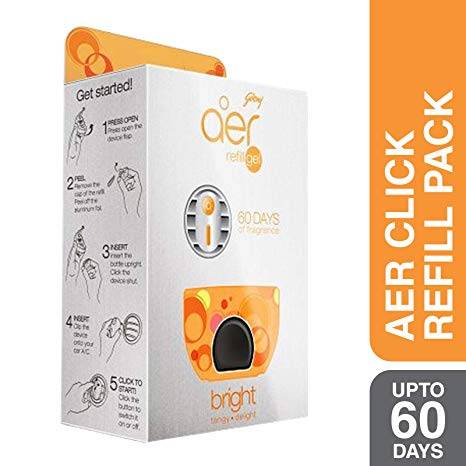 Get started!
1 PRESS OPEN
Press open the
device flap.
2 PEEL
Remove the
cap of the refill.
Peel off the
aluminium foil.
3 INSERT
Insert the
bottle upright.
Click the
device shut.
4 INSERT
Clip the
device
onto your
car A/C.
5 CLICK TO
START!
Click the
button to
switch it
on or off.
Godrej
aer
refill gel
60 DAYS
of fragrance
bright
tangy • delight
AER CLICK
REFILL PACK
UPTO
60
DAYS